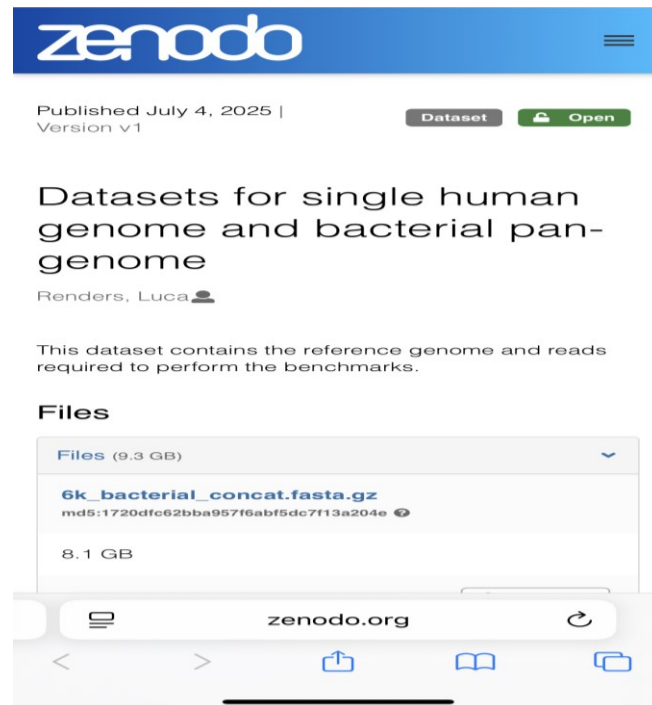 zenodo
Published July 4, 2025 |
Version v1
Dataset
Open
Datasets for single human
genome and bacterial pan-
genome
Renders, Luca
This dataset contains the reference genome and reads
required to perform the benchmarks.
Files
Files (9.3 GB)
6k_bacterial_concat.fasta.gz
md5:1720dfc62bba957f6abf5dc7f13a204e
8.1 GB
zenodo.org